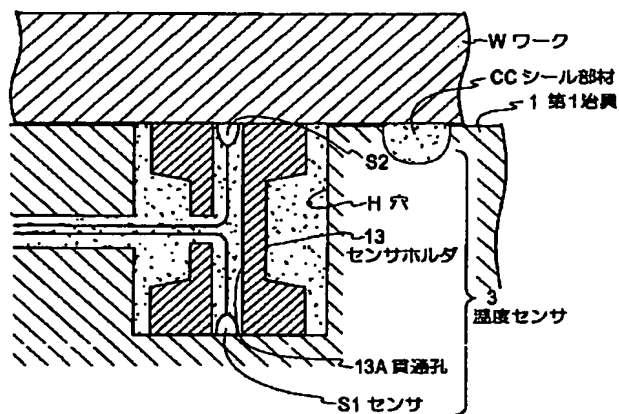 W ワーク
CC シール部材
1 第1治具
S2
H 穴
13
センサホルダ
3
温度センサ
13A 貫通孔
S1 センサ